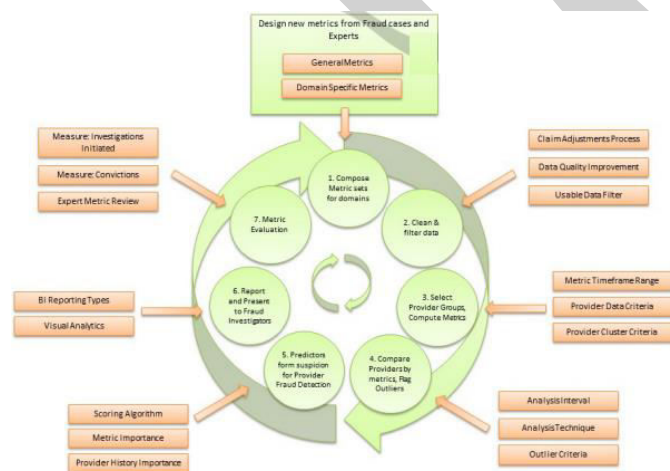 Design new metrics from Fraud cases and
Experts
General Metrics
Domain Specific Metrics
Measure: Investigations
Initiated
Measure: Convictions
Expert Metric Review
Claim Adjustments Process
Data Quality Improvement
Usable Data Filter
1. Compose
Metric sets
for domains
2. Clean &
filter data
7. Metric
Evaluation
3. Select
Provider Groups,
Compute Metrics
6. Report
and Present
to Fraud
Investigators
4. Compare
Providers by
metrics, Flag
Outliers
5. Predictors
form suspicion
for Provider
Fraud Detection
BI Reporting Types
Visual Analytics
Metric Timeframe Range
Provider Data Criteria
Provider Cluster Criteria
Scoring Algorithm
Metric Importance
Provider History Importance
Analysis Interval
Analysis Technique
Outlier Criteria